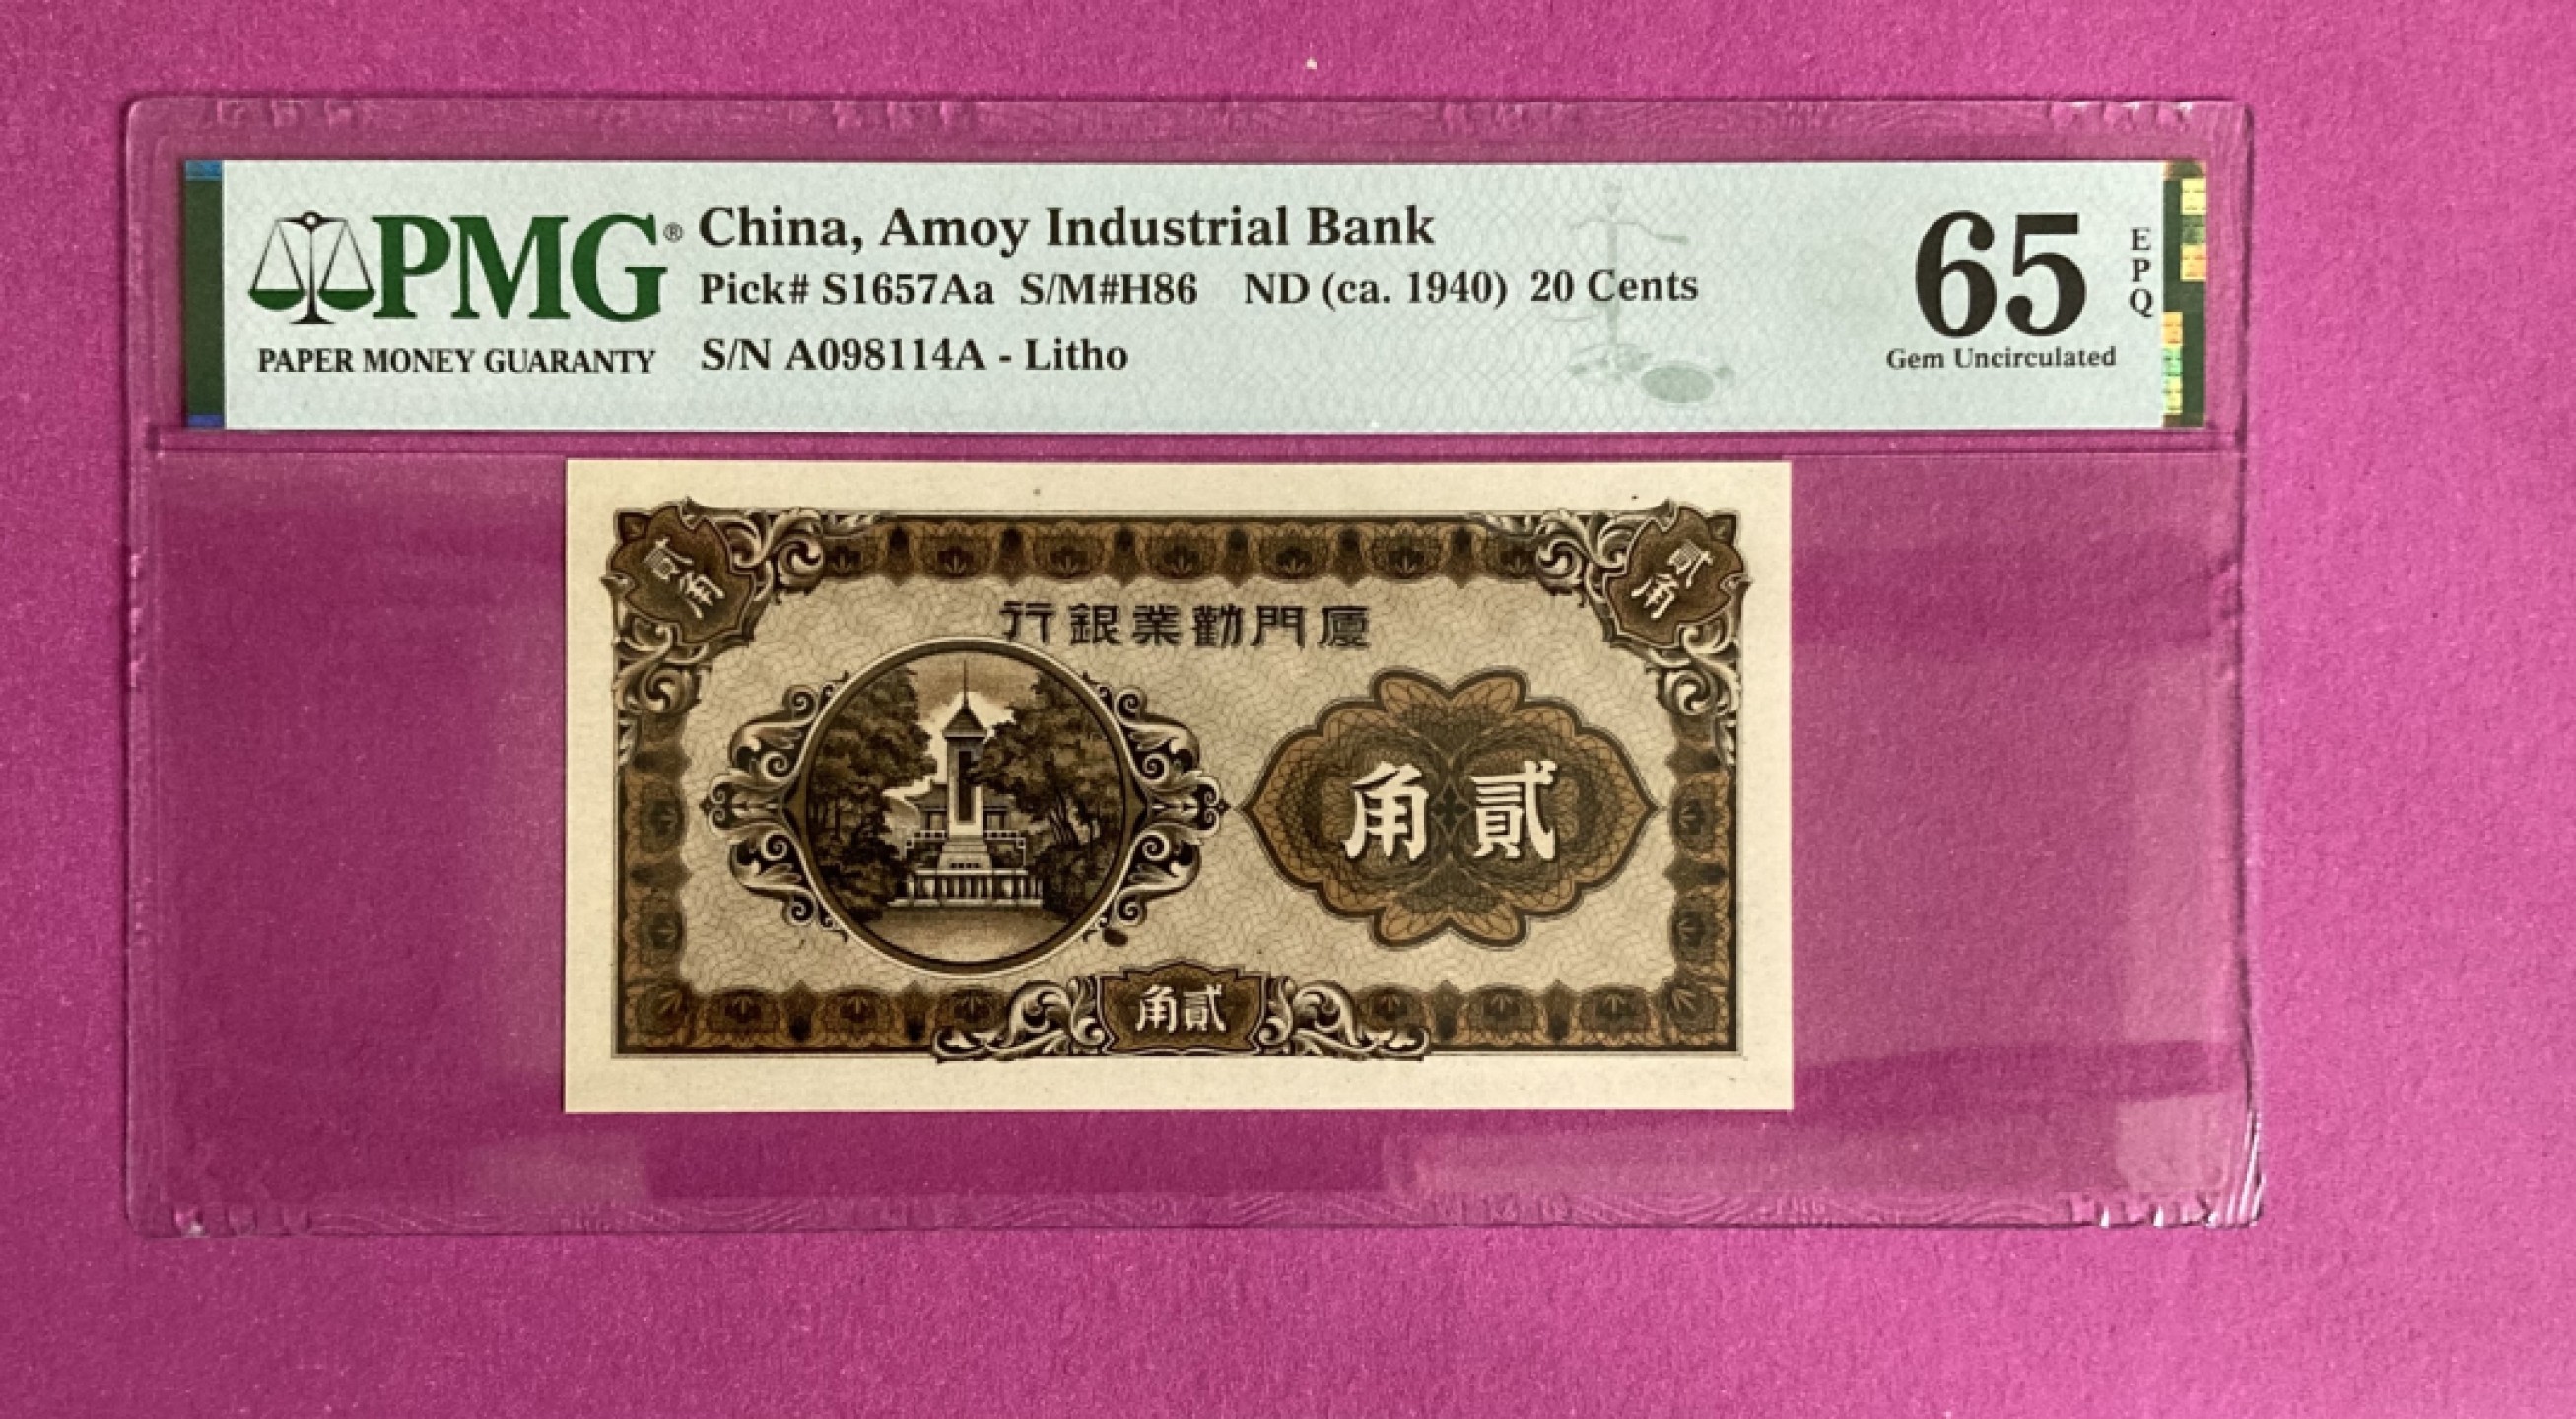 PMG® China, Amoy Industrial Bank
Pick# S1657Aa S/M#H86 ND (ca. 1940) 20 Cents
PAPER MONEY GUARANTY S/N A098114A - Litho
65 EPQ
Gem Uncirculated
貳角
貳角
行銀業勸門廈
角貳
角貳